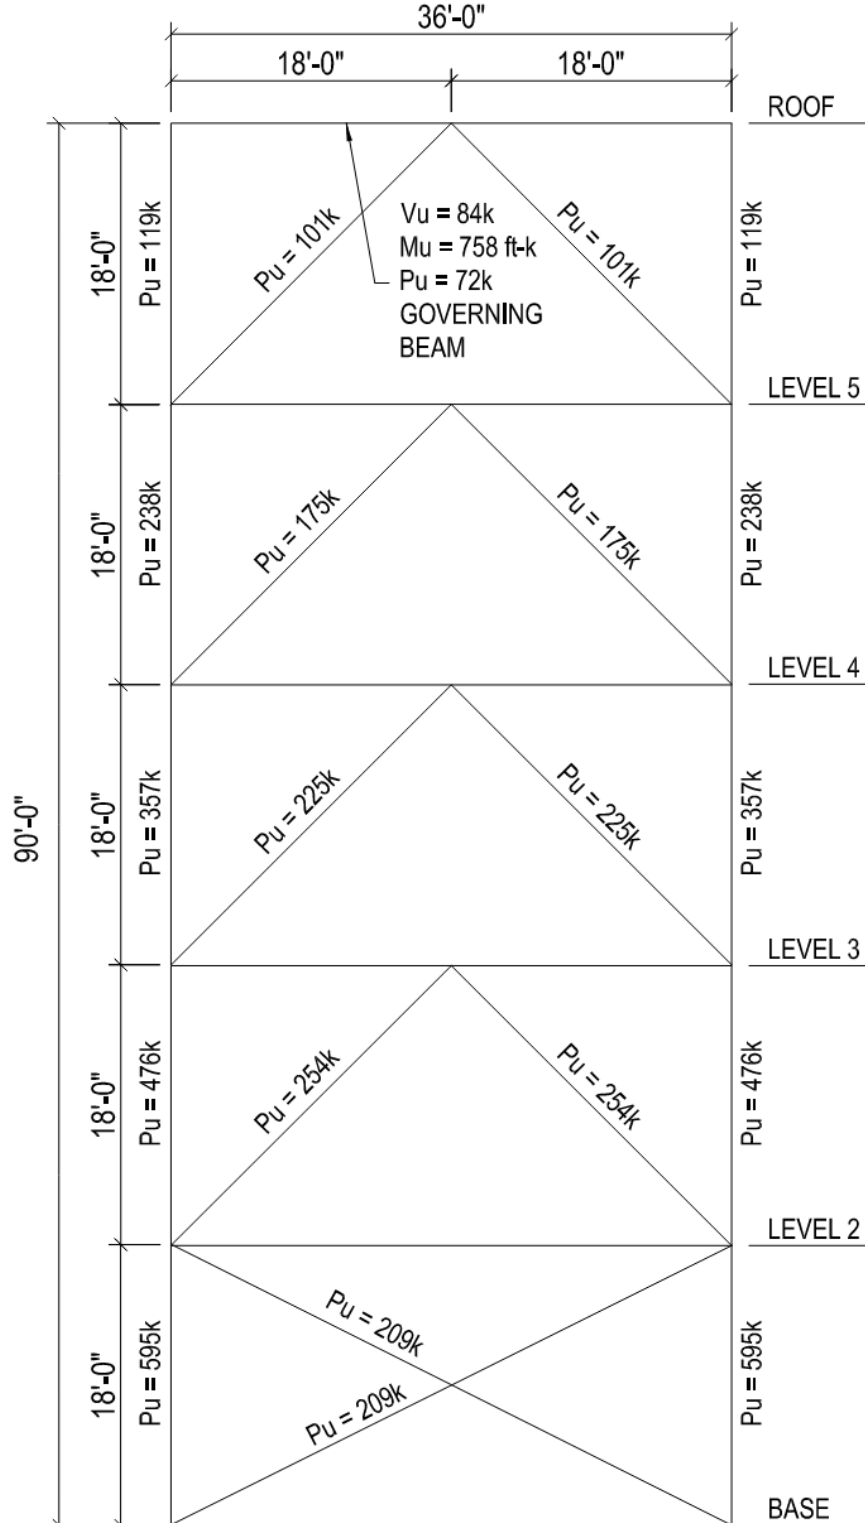 36'-0"
18'-0"
18'-0"
ROOF
18'-0"
Pu = 119k
Pu = 101k
Vu = 84k
Mu = 758 ft-k
Pu = 72k
GOVERNING
BEAM
Pu = 101k
Pu = 119k
LEVEL 5
18'-0"
Pu = 238k
Pu = 175k
Pu = 175k
Pu = 238k
LEVEL 4
90'-0"
18'-0"
Pu = 357k
Pu = 225k
Pu = 225k
Pu = 357k
LEVEL 3
18'-0"
Pu = 476k
Pu = 254k
Pu = 254k
Pu = 476k
LEVEL 2
18'-0"
Pu = 595k
Pu = 209k
Pu = 209k
Pu = 595k
BASE